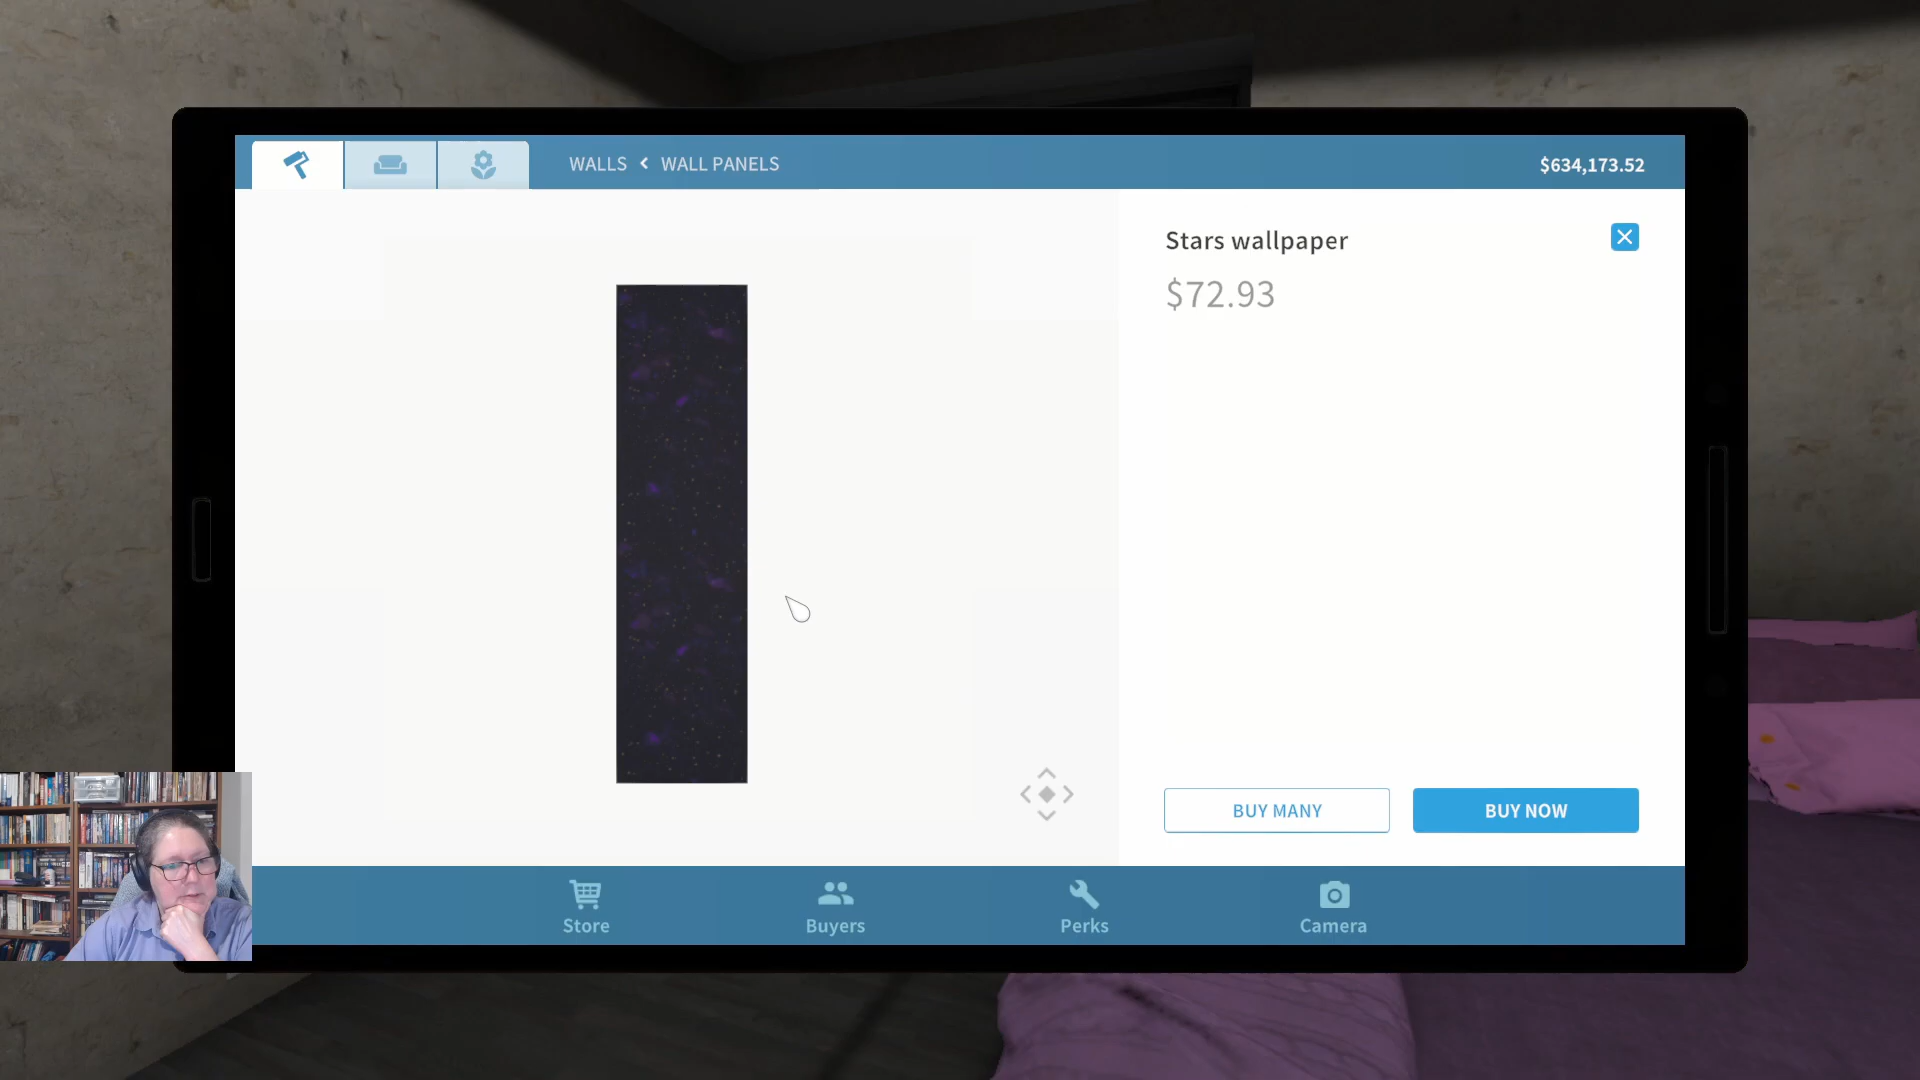 WALLS < WALL PANELS
$634,173.52
Stars wallpaper
$72.93
BUY MANY
BUY NOW
Store
Buyers
Perks
Camera